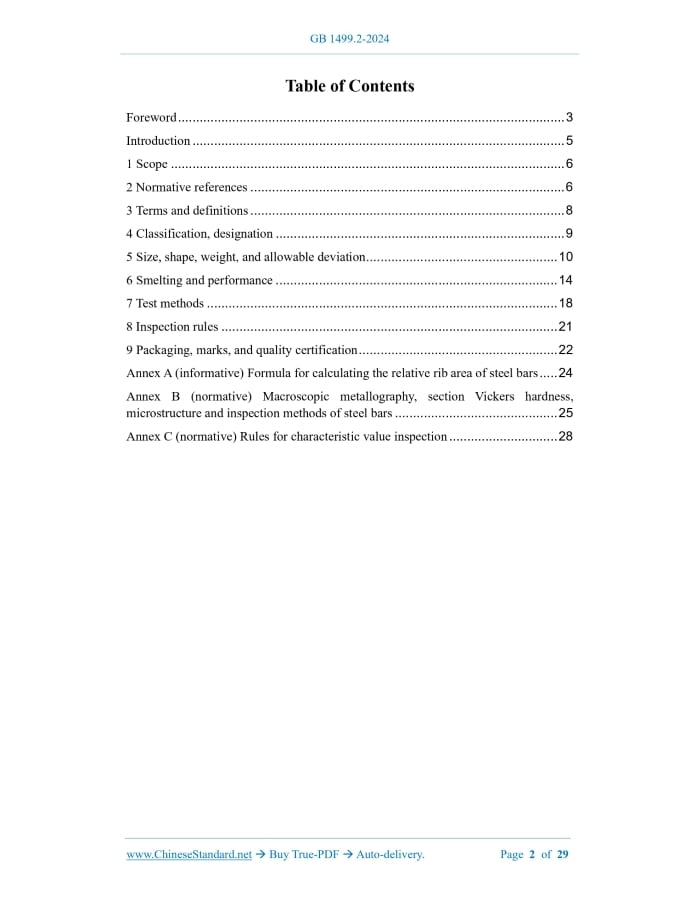 GB 1499.2-2024
Table of Contents
Foreword........................................................................................................... 3
Introduction ....................................................................................................... 5
1 Scope ............................................................................................................. 6
2 Normative references ....................................................................................... 6
3 Terms and definitions ....................................................................................... 8
4 Classification, designation ................................................................................ 9
5 Size, shape, weight, and allowable deviation..................................................... 10
6 Smelting and performance .............................................................................. 14
7 Test methods ................................................................................................. 18
8 Inspection rules ............................................................................................. 21
9 Packaging, marks, and quality certification....................................................... 22
Annex A (informative) Formula for calculating the relative rib area of steel bars..... 24
Annex B (normative) Macroscopic metallography, section Vickers hardness,
microstructure and inspection methods of steel bars ............................................. 25
Annex C (normative) Rules for characteristic value inspection .............................. 28
www.ChineseStandard.net → Buy True-PDF → Auto-delivery. Page 2 of 29